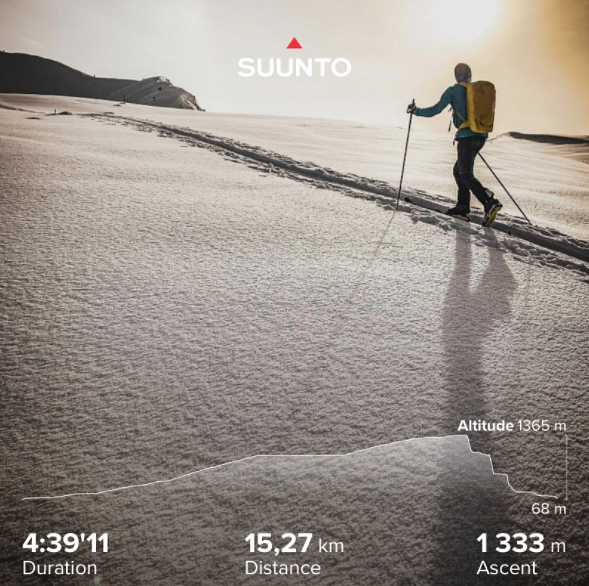 SUUNTO
Altitude 1365 m
68 m
4:39'11 15,27 km 1 333 m
Duration Distance Ascent